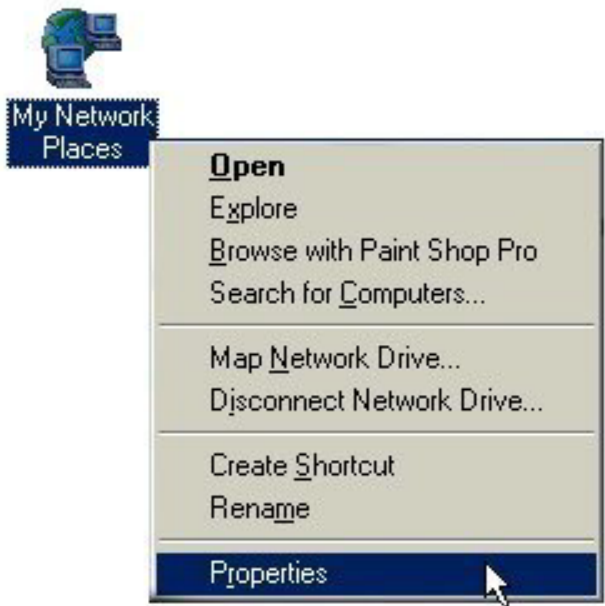 My Network
Places
Open
Explore
Browse with Paint Shop Pro
Search for Computers...
Map Network Drive...
Disconnect Network Drive...
Create Shortcut
Rename
Properties